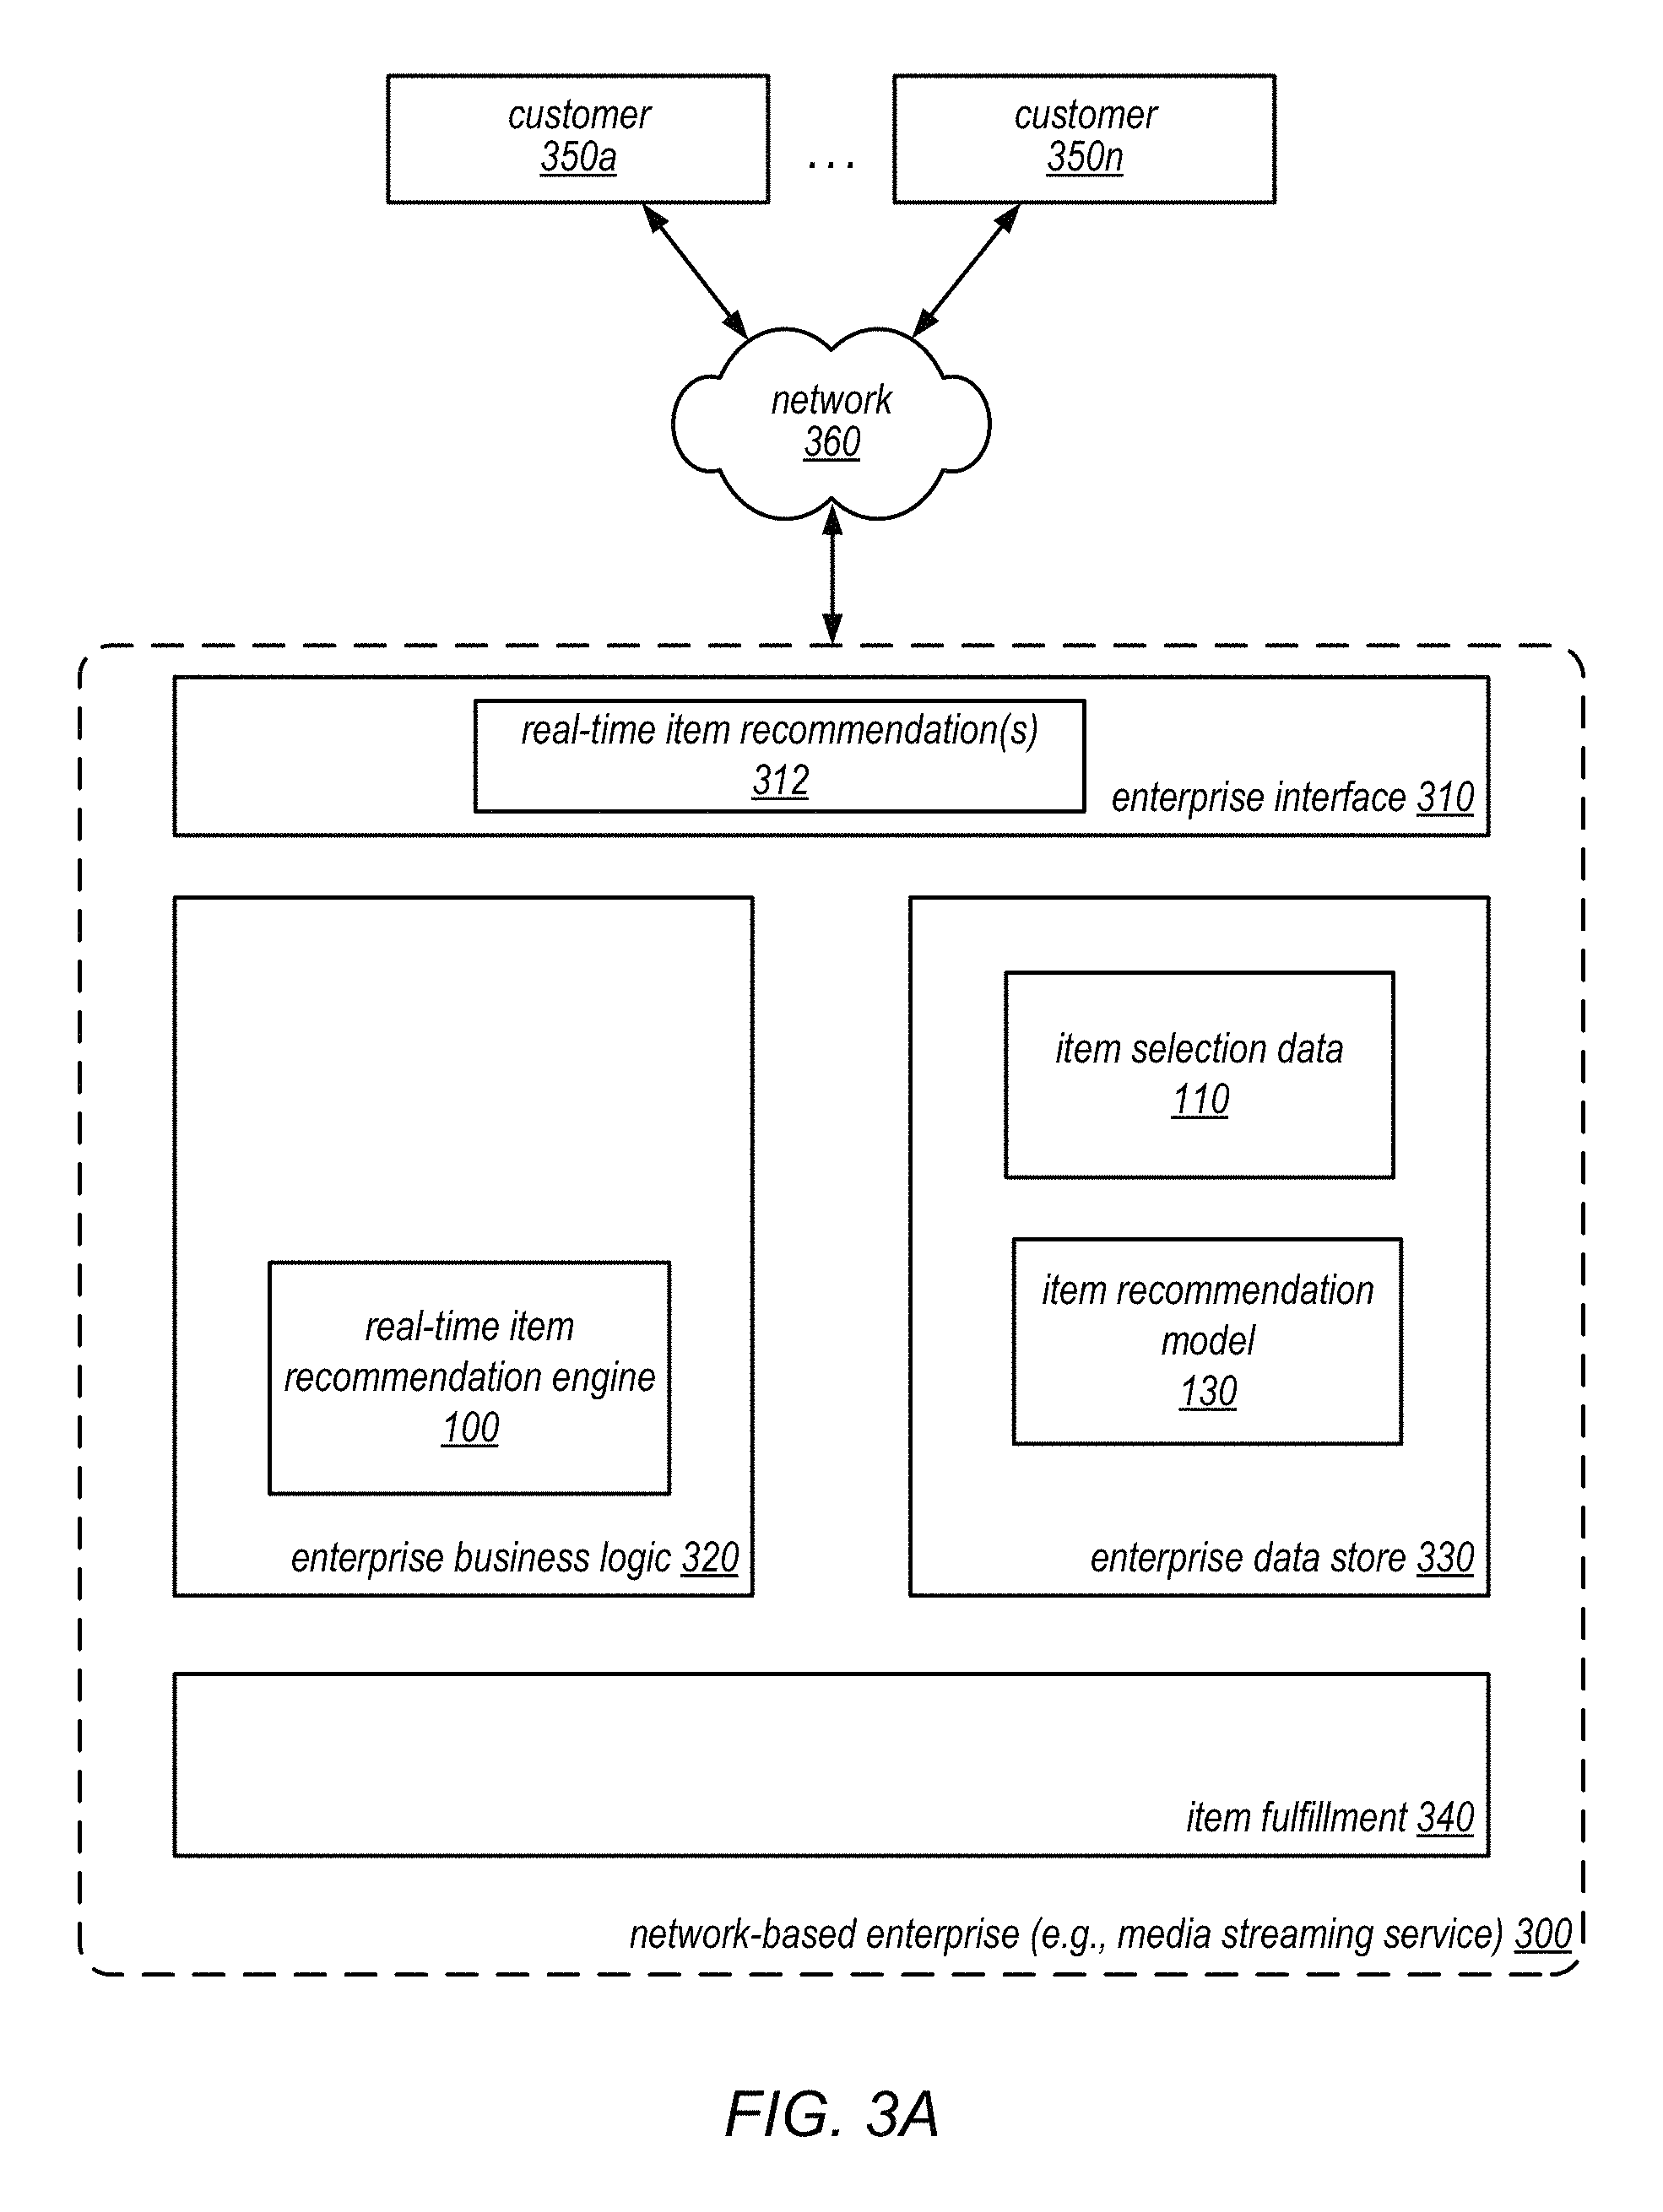 customer
350a
...
customer
350n
network
360
real-time item recommendation(s)
312
enterprise interface 310
real-time item
recommendation engine
100
enterprise business logic 320
item selection data
110
item recommendation
model
130
enterprise data store 330
item fulfillment 340
network-based enterprise (e.g., media streaming service) 300
FIG. 3A